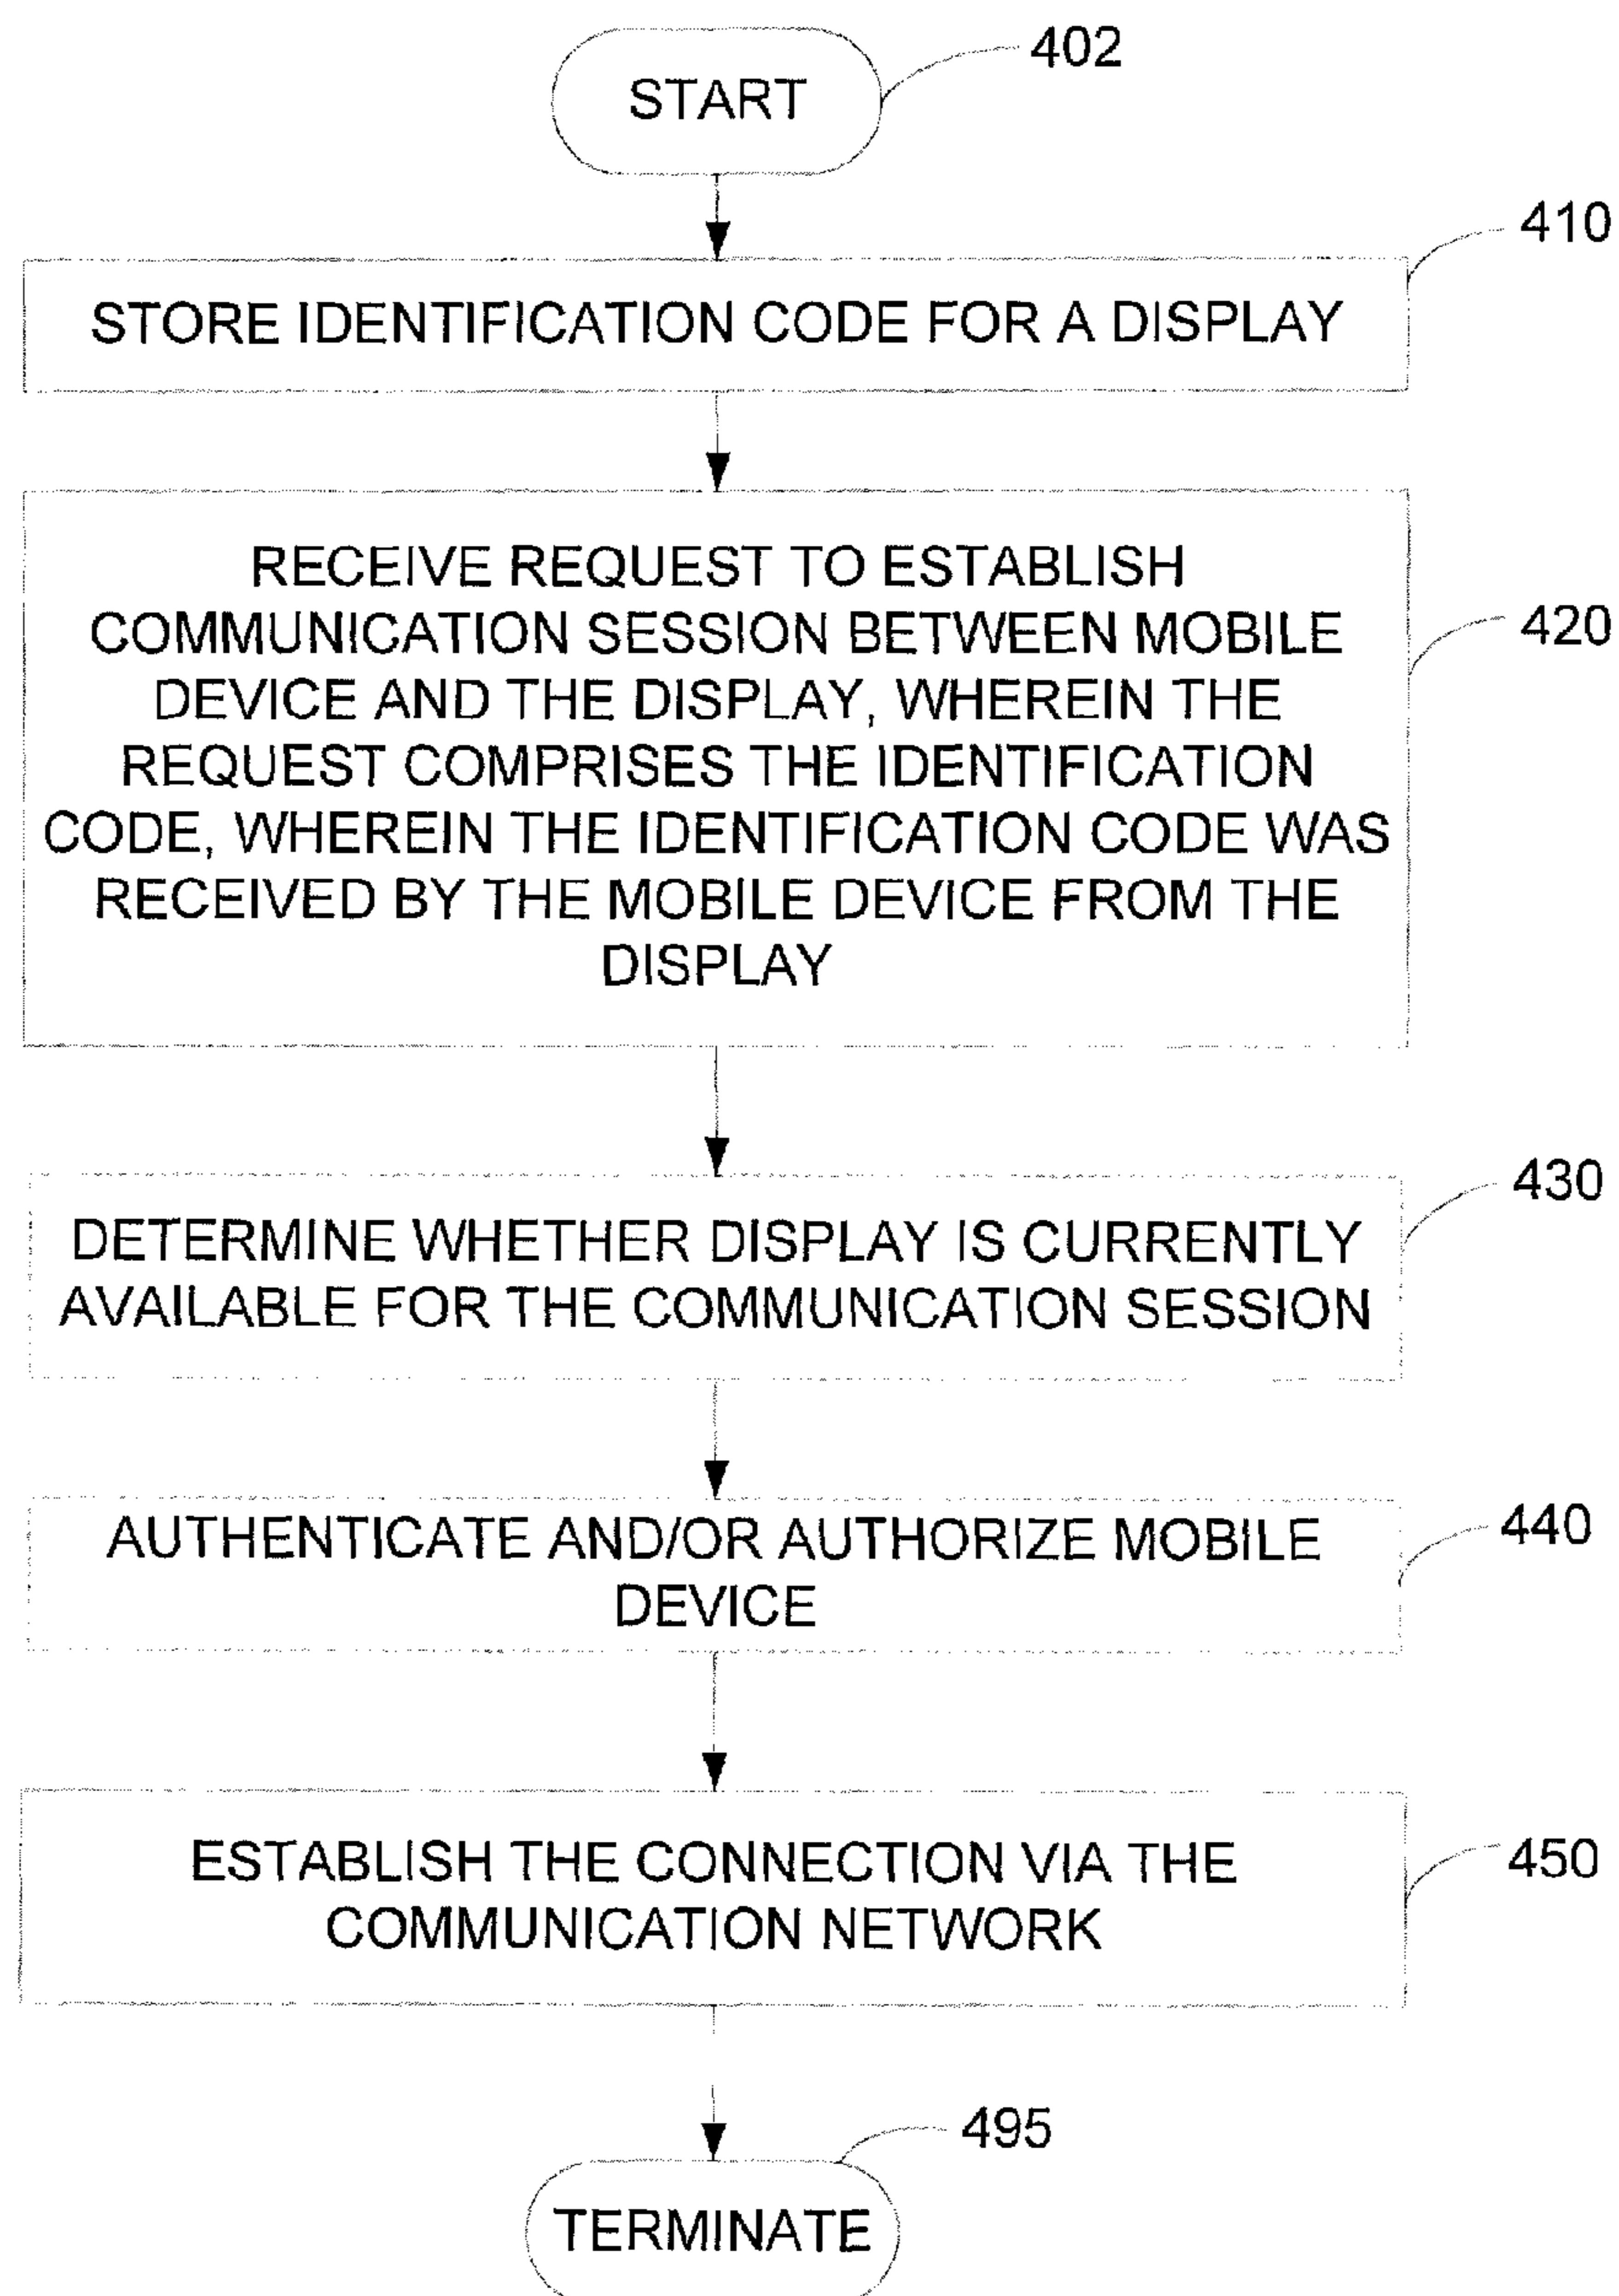 START
402
410
STORE IDENTIFICATION CODE FOR A DISPLAY
RECEIVE REQUEST TO ESTABLISH
COMMUNICATION SESSION BETWEEN MOBILE
DEVICE AND THE DISPLAY, WHEREIN THE
REQUEST COMPRISES THE IDENTIFICATION
CODE, WHEREIN THE IDENTIFICATION CODE WAS
RECEIVED BY THE MOBILE DEVICE FROM THE
DISPLAY
420
430
DETERMINE WHETHER DISPLAY IS CURRENTLY
AVAILABLE FOR THE COMMUNICATION SESSION
440
AUTHENTICATE AND/OR AUTHORIZE MOBILE
DEVICE
450
ESTABLISH THE CONNECTION VIA THE
COMMUNICATION NETWORK
495
TERMINATE